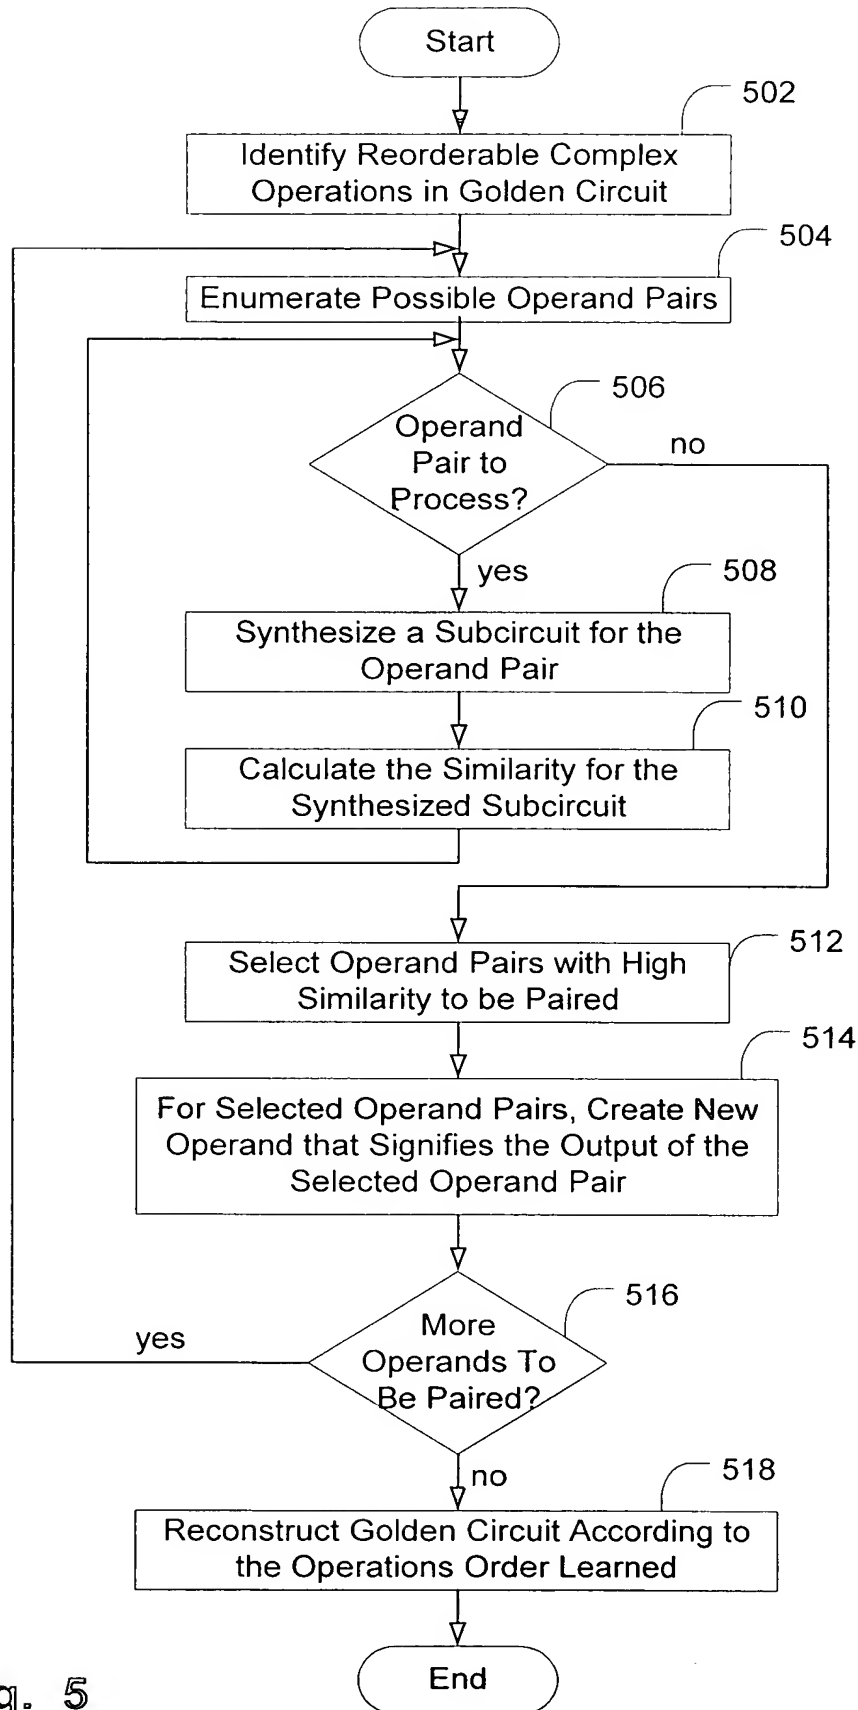 Start
502
Identify Reorderable Complex
Operations in Golden Circuit
504
Enumerate Possible Operand Pairs
506
Operand
Pair to
Process?
no
yes
508
Synthesize a Subcircuit for the
Operand Pair
510
Calculate the Similarity for the
Synthesized Subcircuit
512
Select Operand Pairs with High
Similarity to be Paired
514
For Selected Operand Pairs, Create New
Operand that Signifies the Output of the
Selected Operand Pair
516
More
Operands To
Be Paired?
yes
no
518
Reconstruct Golden Circuit According to
the Operations Order Learned
End
g. 5